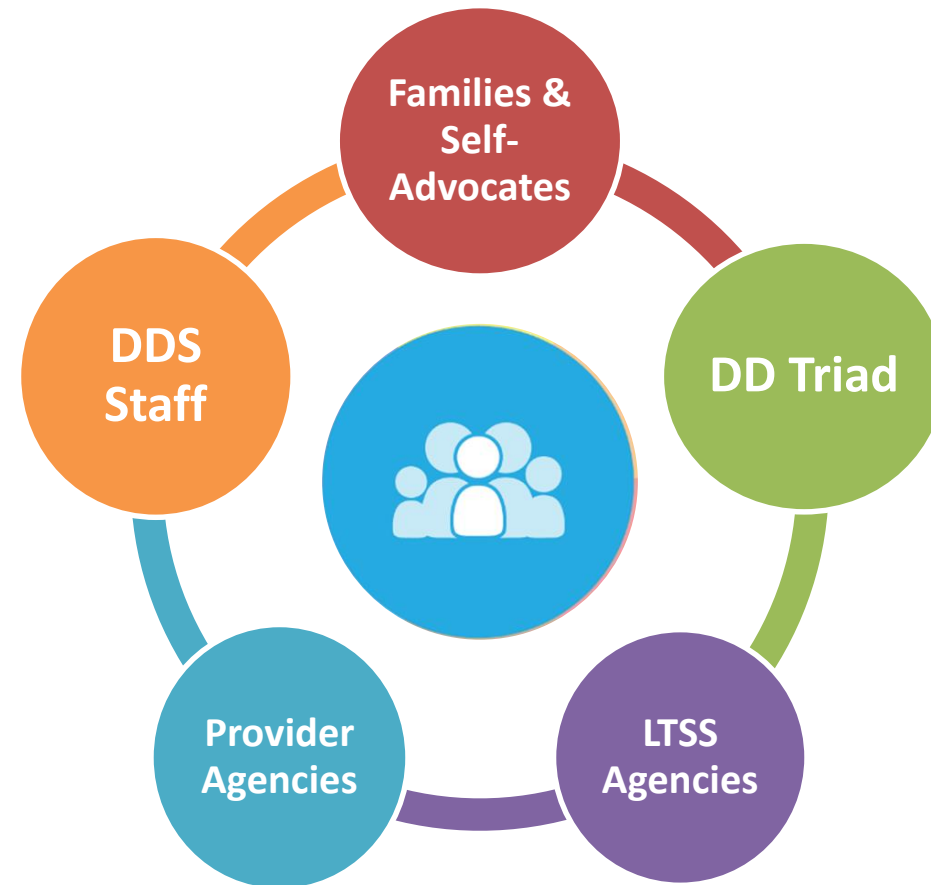 Families &
Self-
Advocates
DDS
Staff
DD Triad
Provider
Agencies
LTSS
Agencies